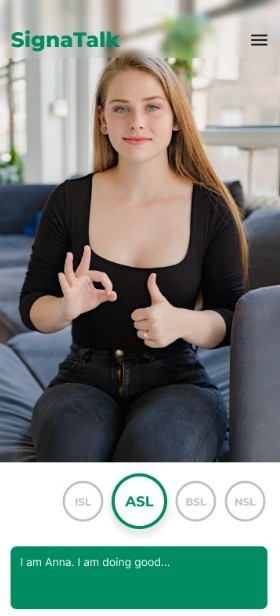 SignaTalk
ISL
ASL
BSL
NSL
I am Anna. I am doing good...